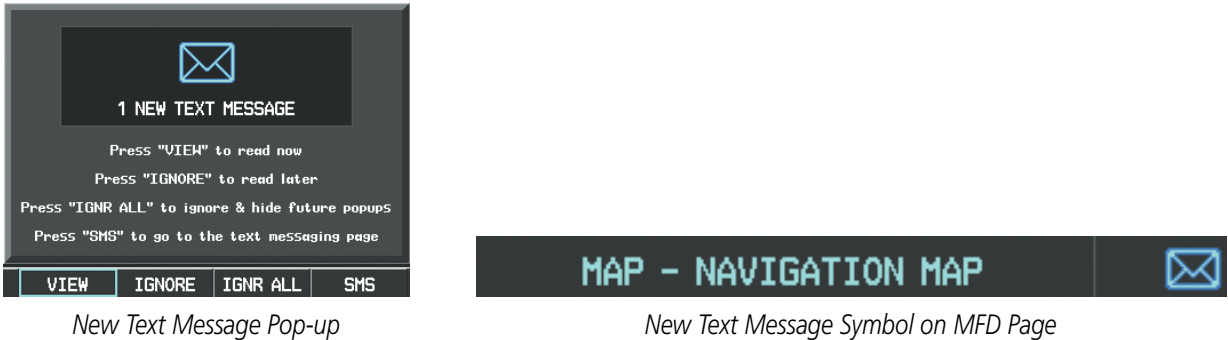 1 NEW TEXT MESSAGE
Press "VIEW" to read now
Press "IGNORE" to read later
Press "IGNR ALL" to ignore & hide future popups
Press "SMS" to go to the text messaging page
VIEW IGNORE IGNR ALL SMS
New Text Message Pop-up
MAP - NAVIGATION MAP
New Text Message Symbol on MFD Page